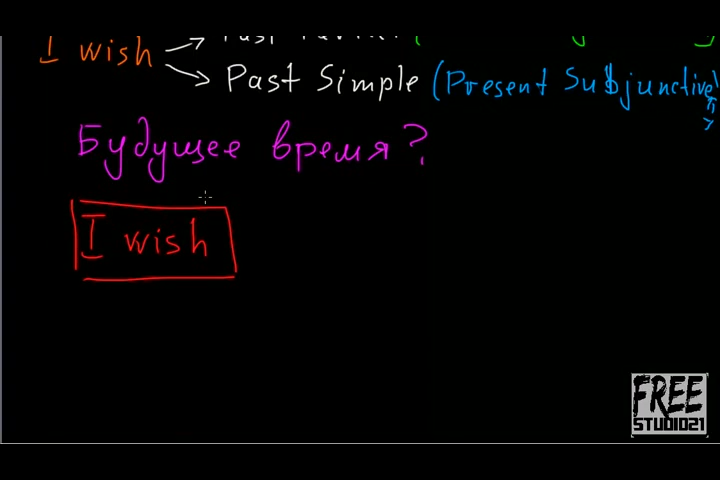 I wish
Past Simple (Present Subjunctive
Будущее время?
I wish
FREE
STUDIO21